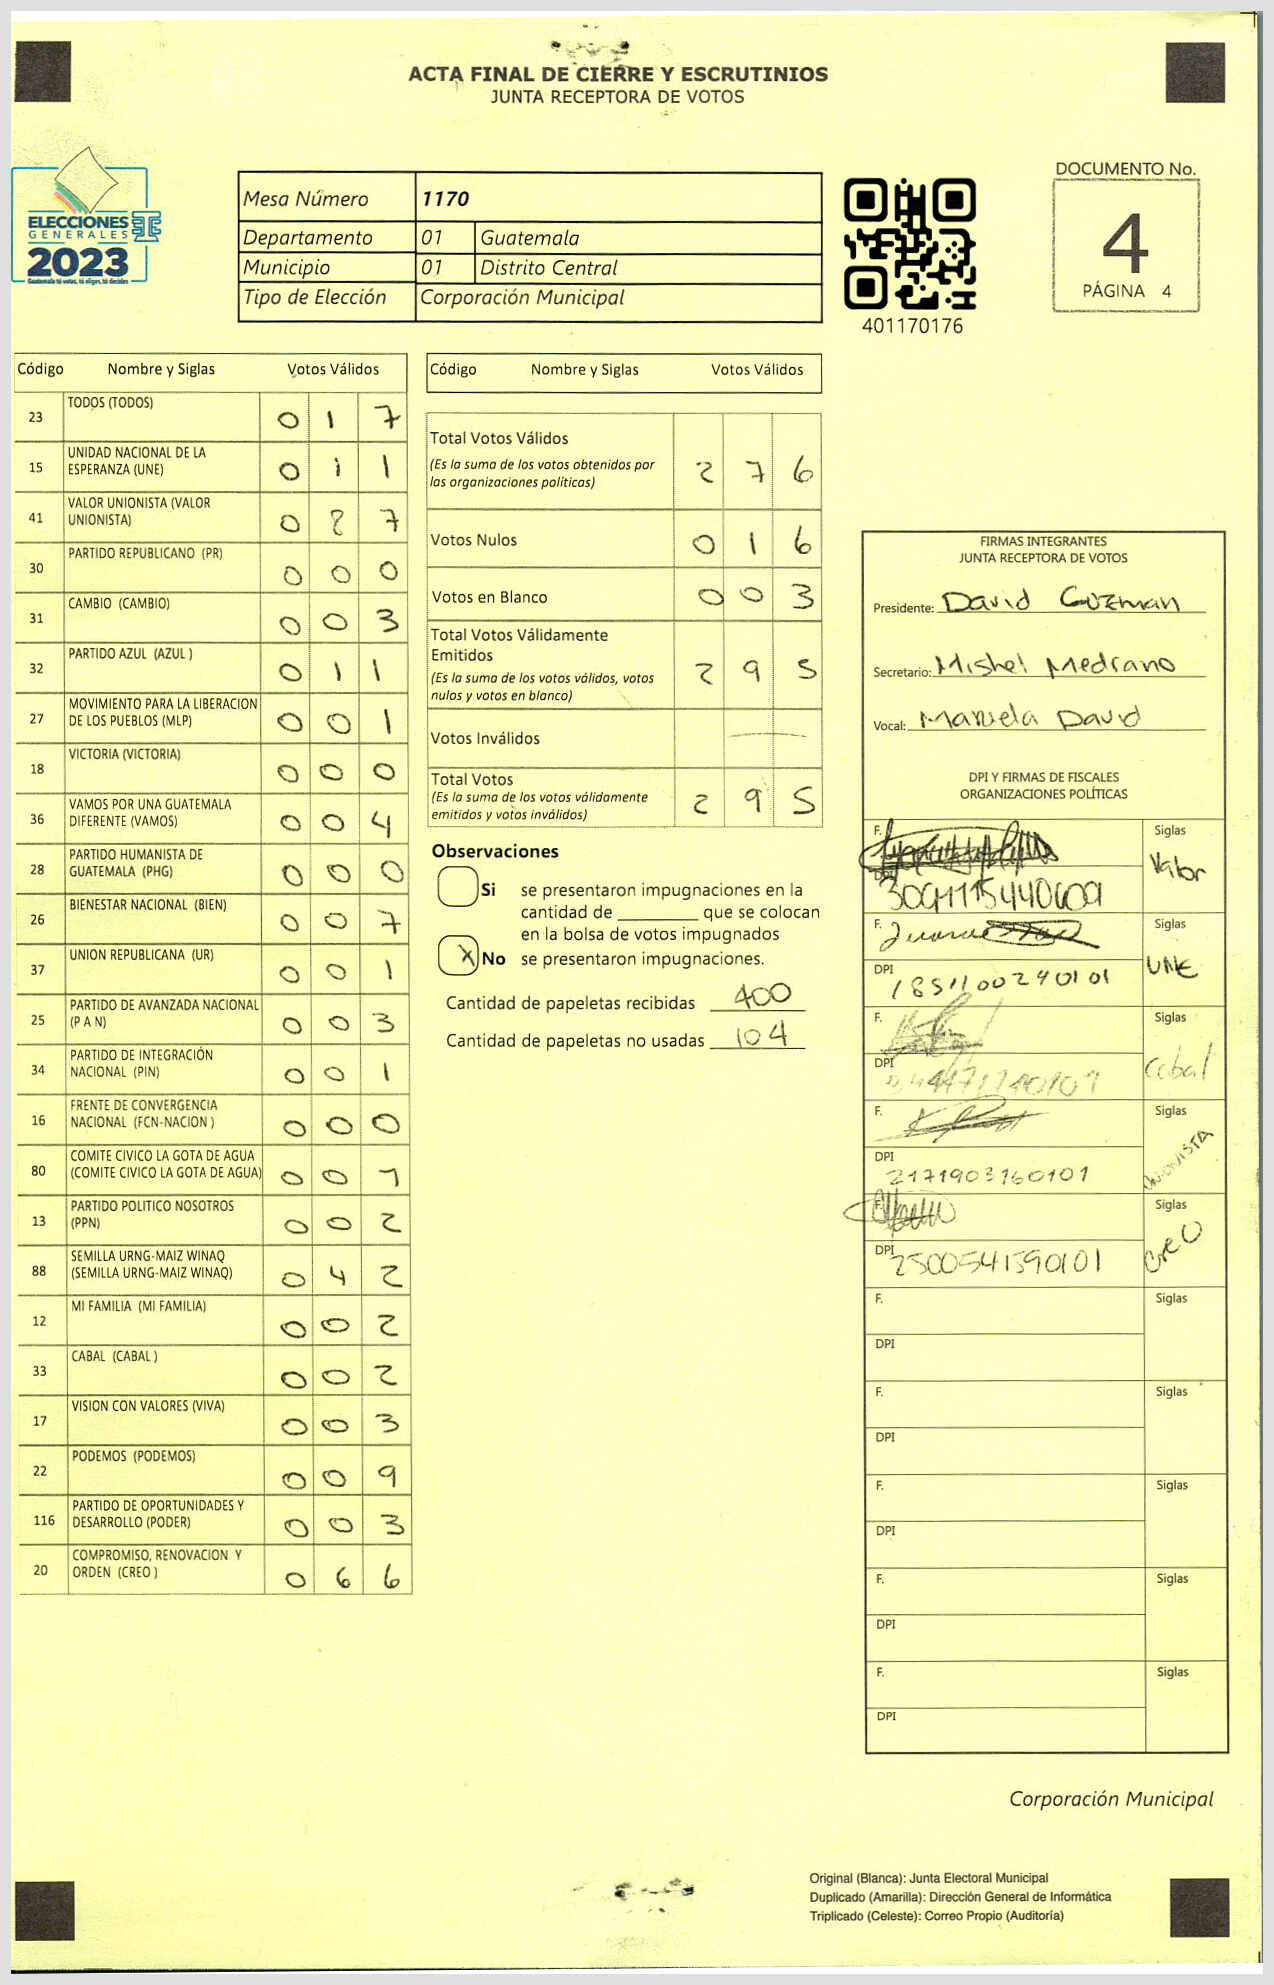 ACTA FINAL DE CIERRE Y ESCRUTINIOS
JUNTA RECEPTORA DE VOTOS
ELECCIONES
GENERALES
2023
Guatemala tú votas, tú eliges, tú decides
Mesa Número 1170
Departamento 01 Guatemala
Municipio 01 Distrito Central
Tipo de Elección Corporación Municipal
401170176
DOCUMENTO No.
4
PÁGINA 4
Código Nombre y Siglas Votos Válidos
23 TODOS (TODOS) 0 1 7
15 UNIDAD NACIONAL DE LA
ESPERANZA (UNE) 0 1 1
41 VALOR UNIONISTA (VALOR
UNIONISTA) 0 8 7
30 PARTIDO REPUBLICANO (PR) 0 0 0
31 CAMBIO (CAMBIO) 0 0 3
32 PARTIDO AZUL (AZUL ) 0 1 1
27 MOVIMIENTO PARA LA LIBERACION
DE LOS PUEBLOS (MLP) 0 0 1
18 VICTORIA (VICTORIA) 0 0 0
36 VAMOS POR UNA GUATEMALA
DIFERENTE (VAMOS) 0 0 4
28 PARTIDO HUMANISTA DE
GUATEMALA (PHG) 0 0 0
26 BIENESTAR NACIONAL (BIEN) 0 0 7
37 UNION REPUBLICANA (UR) 0 0 1
25 PARTIDO DE AVANZADA NACIONAL
(P A N) 0 0 3
34 PARTIDO DE INTEGRACIÓN
NACIONAL (PIN) 0 0 1
16 FRENTE DE CONVERGENCIA
NACIONAL (FCN-NACION ) 0 0 0
80 COMITE CIVICO LA GOTA DE AGUA
(COMITE CIVICO LA GOTA DE AGUA) 0 0 1
13 PARTIDO POLITICO NOSOTROS
(PPN) 0 0 2
88 SEMILLA URNG-MAIZ WINAQ
(SEMILLA URNG-MAIZ WINAQ) 0 4 2
12 MI FAMILIA (MI FAMILIA) 0 0 2
33 CABAL (CABAL ) 0 0 2
17 VISION CON VALORES (VIVA) 0 0 3
22 PODEMOS (PODEMOS) 0 0 9
116 PARTIDO DE OPORTUNIDADES Y
DESARROLLO (PODER) 0 0 3
20 COMPROMISO, RENOVACION Y
ORDEN (CREO ) 0 6 6
Código Nombre y Siglas Votos Válidos
Total Votos Válidos
(Es la suma de los votos obtenidos por
las organizaciones políticas) 2 7 6
Votos Nulos 0 1 6
Votos en Blanco 0 0 3
Total Votos Válidamente
Emitidos
(Es la suma de los votos válidos, votos
nulos y votos en blanco) 2 9 5
Votos Inválidos
Total Votos
(Es la suma de los votos válidamente
emitidos y votos inválidos) 2 9 5
Observaciones
Si se presentaron impugnaciones en la
cantidad de ________ que se colocan
en la bolsa de votos impugnados
X No se presentaron impugnaciones.
Cantidad de papeletas recibidas 400
Cantidad de papeletas no usadas 104
FIRMAS INTEGRANTES
JUNTA RECEPTORA DE VOTOS
Presidente: David Guzman
Secretario: Mishel Medrano
Vocal: Manuela David
DPI Y FIRMAS DE FISCALES
ORGANIZACIONES POLÍTICAS
F. Siglas
Valor
DPI
F. Siglas
UNE
DPI 1851100290101
F. Siglas
Cabal
DPI
F. Siglas
UNIONISTA
DPI 2171903160101
F. Siglas
CREO
DPI 2500541590101
F. Siglas
DPI
F. Siglas
DPI
F. Siglas
DPI
F. Siglas
DPI
F. Siglas
DPI
Corporación Municipal
Original (Blanca): Junta Electoral Municipal
Duplicado (Amarilla): Dirección General de Informática
Triplicado (Celeste): Correo Propio (Auditoría)